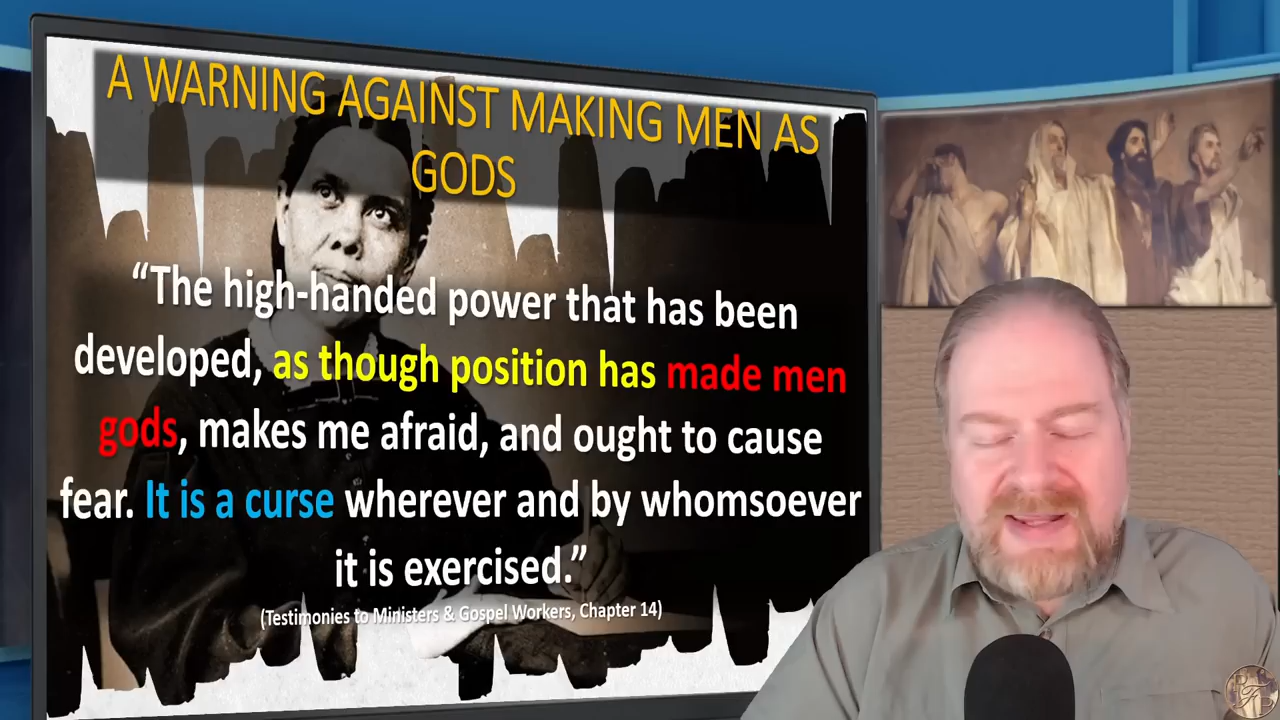 A WARNING AGAINST MAKING MEN AS
GODS
“The high-handed power that has been
developed, as though position has made men
gods, makes me afraid, and ought to cause
fear. It is a curse wherever and by whomsoever
it is exercised.”
(Testimonies to Ministers & Gospel Workers, Chapter 14)